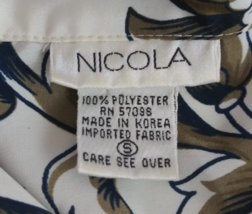 NICOLA
100% POLYESTER
RN 57098
MADE IN KOREA
IMPORTED FABRIC
S
CARE SEE OVER